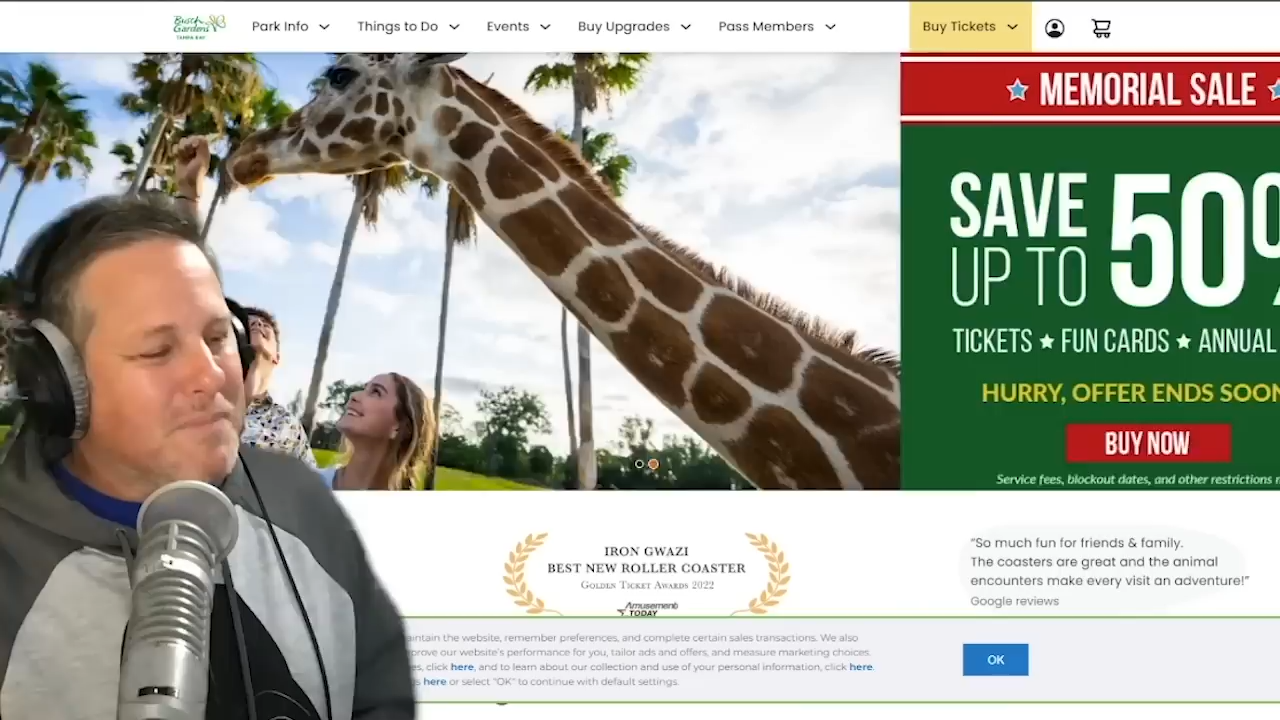 Busch Gardens
TAMPA BAY
Park Info
Things to Do
Events
Buy Upgrades
Pass Members
Buy Tickets
MEMORIAL SALE
SAVE
UP TO 50%
TICKETS ★ FUN CARDS ★ ANNUAL
HURRY, OFFER ENDS SOON
BUY NOW
Service fees, blockout dates, and other restrictions
IRON GWAZI
BEST NEW ROLLER COASTER
GOLDEN TICKET AWARDS 2022
Amusement
TODAY
“So much fun for friends & family.
The coasters are great and the animal
encounters make every visit an adventure!”
Google reviews
the website, remember preferences, and complete certain sales transactions. We also
our website's performance for you, tailor ads and offers, and measure marketing choices.
click here, and to learn about our collection and use of your personal information, click here.
here or select "OK" to continue with default settings.
OK